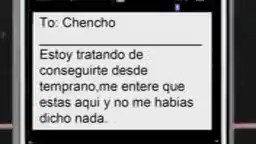 To: Chencho
Estoy tratando de
conseguirte desde
temprano,me entere que
estas aqui y no me habias
dicho nada.